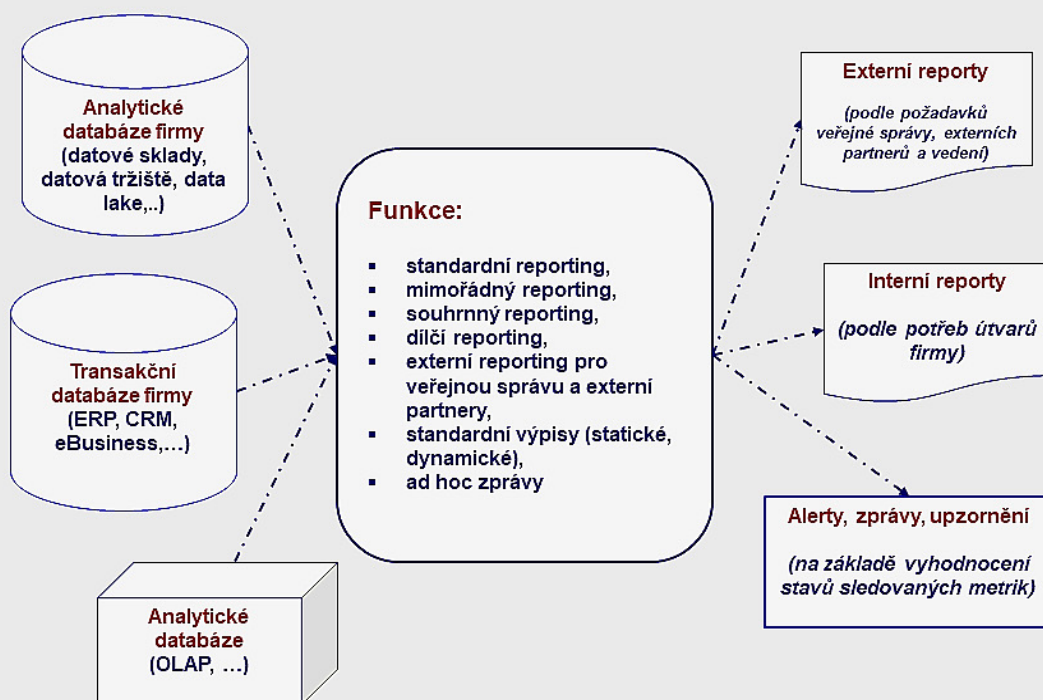 Analytické
databáze firmy
(datové sklady,
datová tržiště, data
lake,..)
Transakční
databáze firmy
(ERP, CRM,
eBusiness,...)
Analytické
databáze
(OLAP, ...)
Funkce:
▪ standardní reporting,
▪ mimořádný reporting,
▪ souhrnný reporting,
▪ dílčí reporting,
▪ externí reporting pro
veřejnou správu a externí
partnery,
▪ standardní výpisy (statické,
dynamické),
▪ ad hoc zprávy
Externí reporty
(podle požadavků
veřejné správy, externích
partnerů a vedení)
Interní reporty
(podle potřeb útvarů
firmy)
Alerty, zprávy, upzornění
(na základě vyhodnocení
stavů sledovaných metrik)